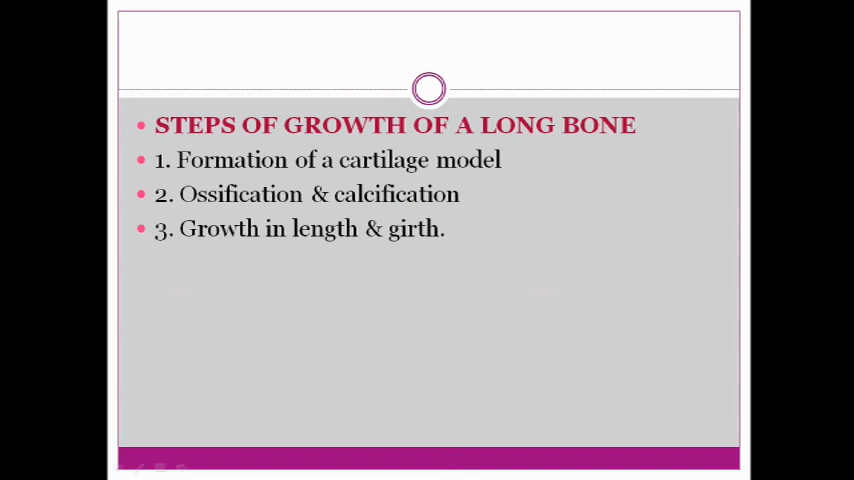 STEPS OF GROWTH OF A LONG BONE
1. Formation of a cartilage model
2. Ossification & calcification
3. Growth in length & girth.